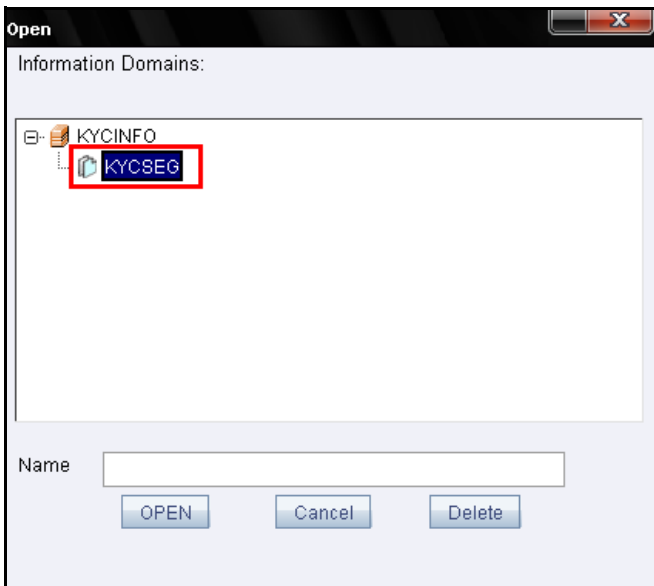 Open
Information Domains:
KYCINFO
KYCSEG
Name
OPEN Cancel Delete